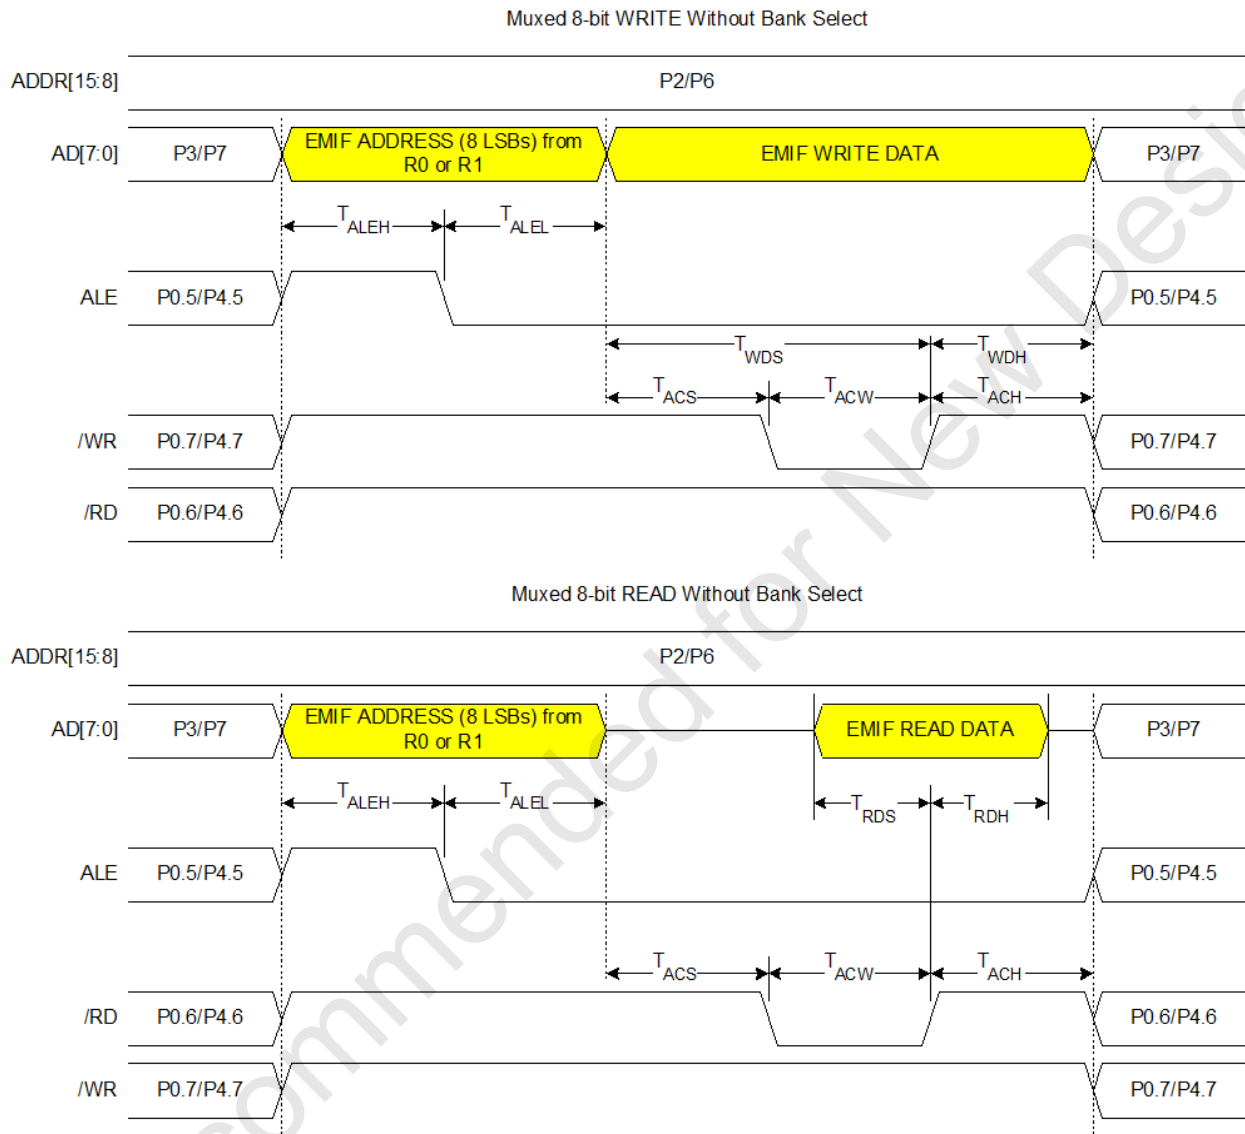 Muxed 8-bit WRITE Without Bank Select
ADDR[15:8] P2/P6
AD[7:0] P3/P7 EMIF ADDRESS (8 LSBs) from R0 or R1 EMIF WRITE DATA P3/P7
TALEH TALEL
ALE P0.5/P4.5 P0.5/P4.5
TWDS TWDH
TACS TACW TACH
/WR P0.7/P4.7 P0.7/P4.7
/RD P0.6/P4.6 P0.6/P4.6
Muxed 8-bit READ Without Bank Select
ADDR[15:8] P2/P6
AD[7:0] P3/P7 EMIF ADDRESS (8 LSBs) from R0 or R1 EMIF READ DATA P3/P7
TALEH TALEL TRDS TRDH
ALE P0.5/P4.5 P0.5/P4.5
TACS TACW TACH
/RD P0.6/P4.6 P0.6/P4.6
/WR P0.7/P4.7 P0.7/P4.7
commended for New Desig